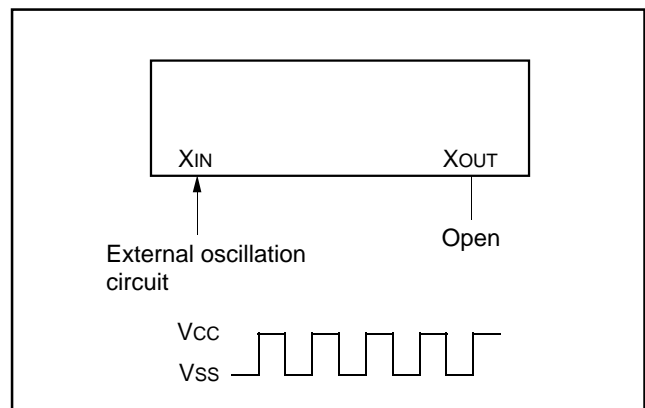 XIN XOUT
External oscillation
circuit
Open
VCC
VSS